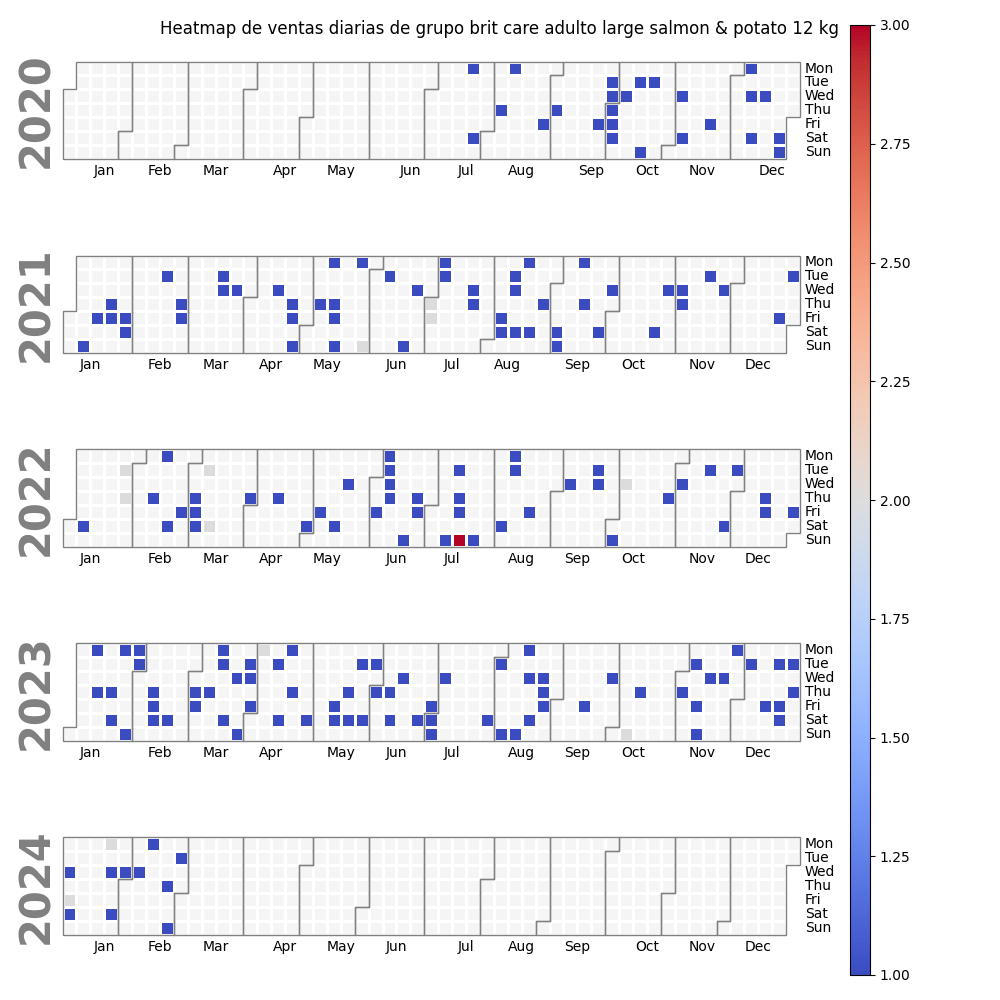 Heatmap de ventas diarias de grupo brit care adulto large salmon & potato 12 kg
2020
Mon
Tue
Wed
Thu
Fri
Sat
Sun
Jan Feb Mar Apr May Jun Jul Aug Sep Oct Nov Dec
2021
Mon
Tue
Wed
Thu
Fri
Sat
Sun
Jan Feb Mar Apr May Jun Jul Aug Sep Oct Nov Dec
2022
Mon
Tue
Wed
Thu
Fri
Sat
Sun
Jan Feb Mar Apr May Jun Jul Aug Sep Oct Nov Dec
2023
Mon
Tue
Wed
Thu
Fri
Sat
Sun
Jan Feb Mar Apr May Jun Jul Aug Sep Oct Nov Dec
2024
Mon
Tue
Wed
Thu
Fri
Sat
Sun
Jan Feb Mar Apr May Jun Jul Aug Sep Oct Nov Dec
3.00
2.75
2.50
2.25
2.00
1.75
1.50
1.25
1.00